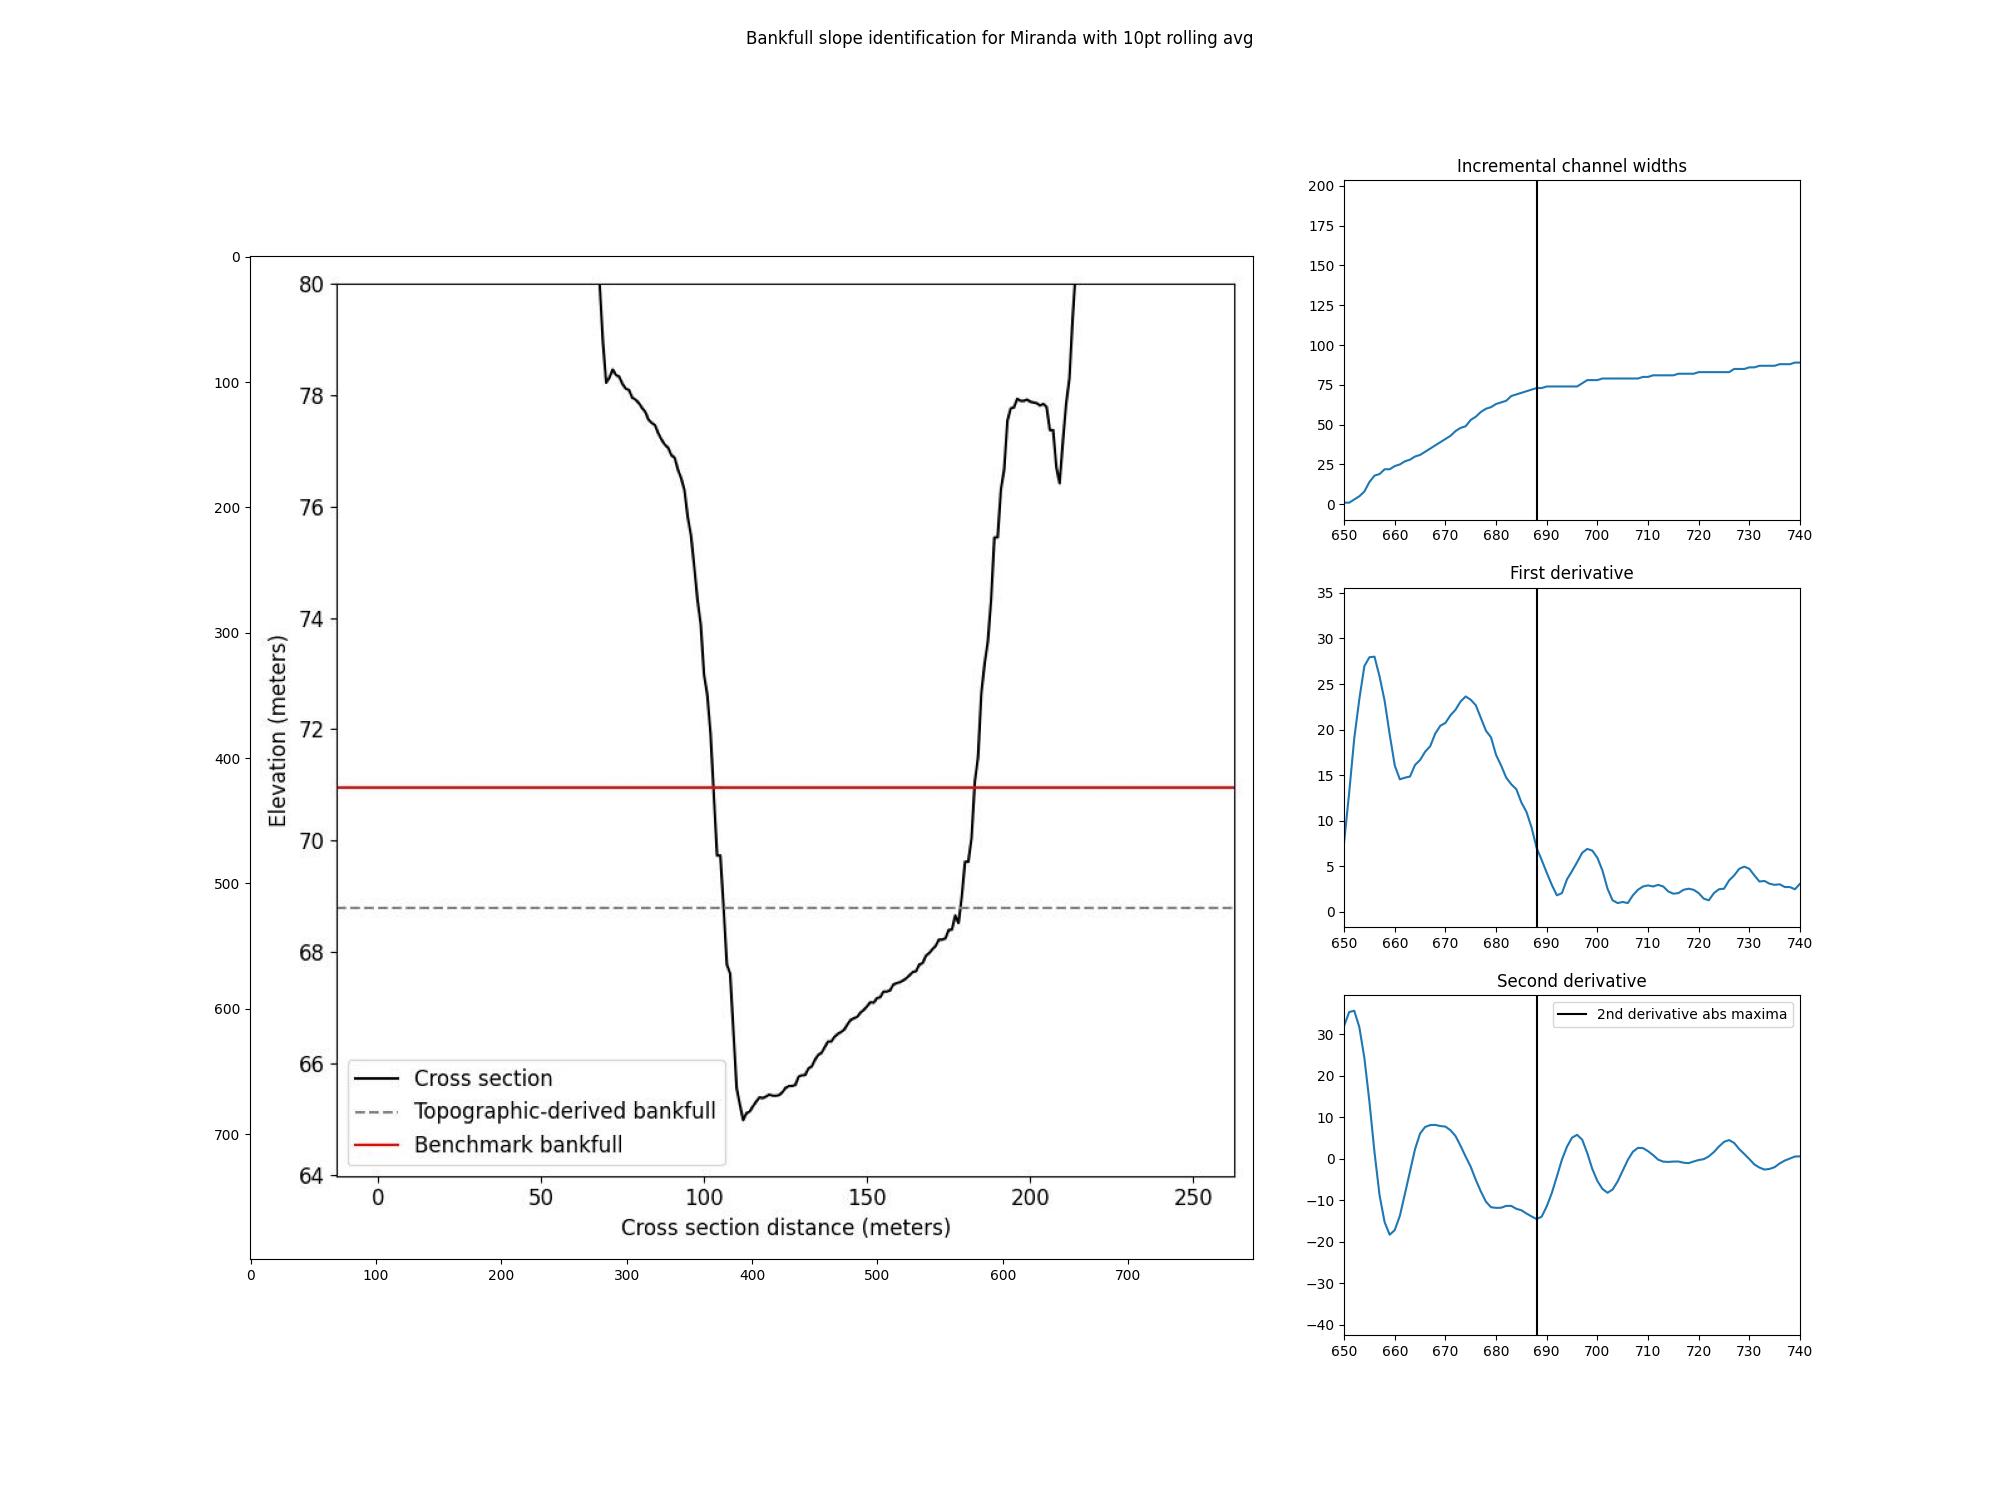 Bankfull slope identification for Miranda with 10pt rolling avg
0
100
200
300
400
500
600
700
0 100 200 300 400 500 600 700
Elevation (meters)
80
78
76
74
72
70
68
66
64
0 50 100 150 200 250
Cross section distance (meters)
Cross section
Topographic-derived bankfull
Benchmark bankfull
Incremental channel widths
200
175
150
125
100
75
50
25
0
650 660 670 680 690 700 710 720 730 740
First derivative
35
30
25
20
15
10
5
0
650 660 670 680 690 700 710 720 730 740
Second derivative
2nd derivative abs maxima
30
20
10
0
−10
−20
−30
−40
650 660 670 680 690 700 710 720 730 740